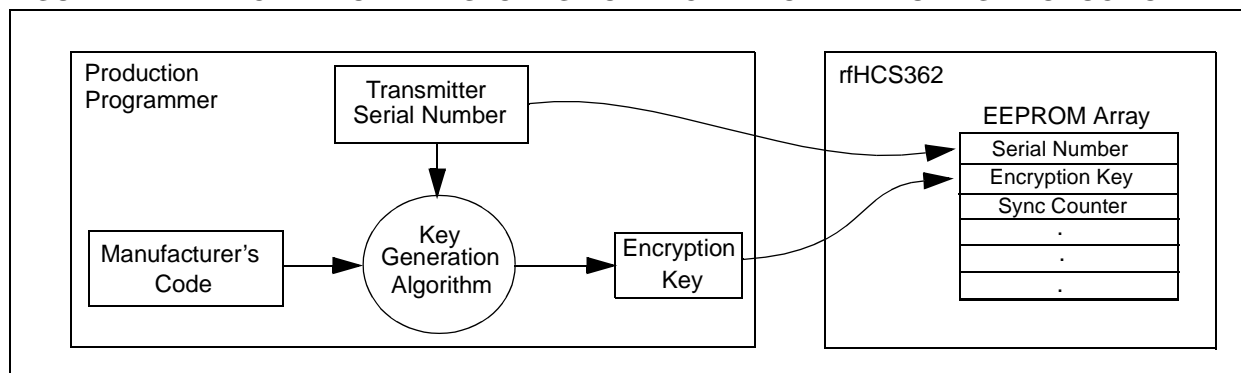 Production
Programmer
Transmitter
Serial Number
Manufacturer's
Code
Key
Generation
Algorithm
Encryption
Key
rfHCS362
EEPROM Array
Serial Number
Encryption Key
Sync Counter
.
.
.